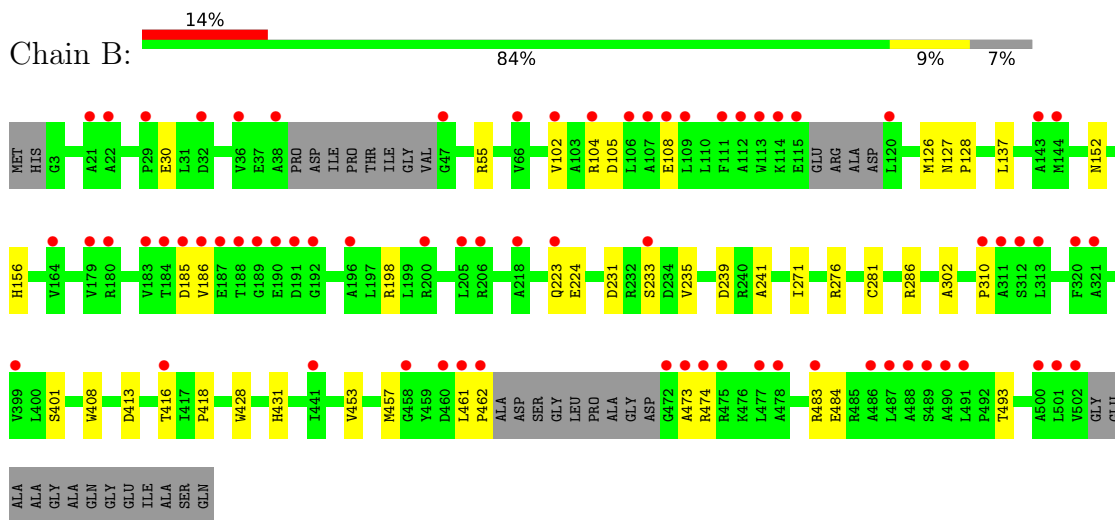 14%
Chain B:
84% 9% 7%
MET HIS G3 A21 A22 P29 E30 L31 D32 V36 E37 A38 PRO ASP ILE PRO THR ILE GLY VAL G47 R55 V66 V102 A103 R104 D105 L106 A107 E108 L109 L110 F111 A112 W113 K114 E115 GLU ARG ALA ASP L120 M126 N127 P128 L137 A143 M144 N152
H156 V164 V179 R180 V183 T184 D185 V186 E187 T188 G189 E190 D191 G192 A196 L197 R198 L199 R200 L205 R206 A218 Q223 E224 D231 R232 S233 D234 V235 D239 R240 A241 I271 R276 C281 R286 A302 P310 A311 S312 L313 F320 A321
V399 L400 S401 W408 D413 T416 I417 P418 W428 H431 I441 V453 M457 G458 Y459 D460 L461 P462 ALA ASP SER GLY LEU PRO ALA GLY ASP G472 A473 R474 R475 K476 L477 A478 R483 E484 R485 A486 L487 A488 S489 A490 L491 P492 T493 A500 L501 V502 GLY GLU
ALA ALA GLY ALA GLN GLY GLU ILE ALA SER GLN